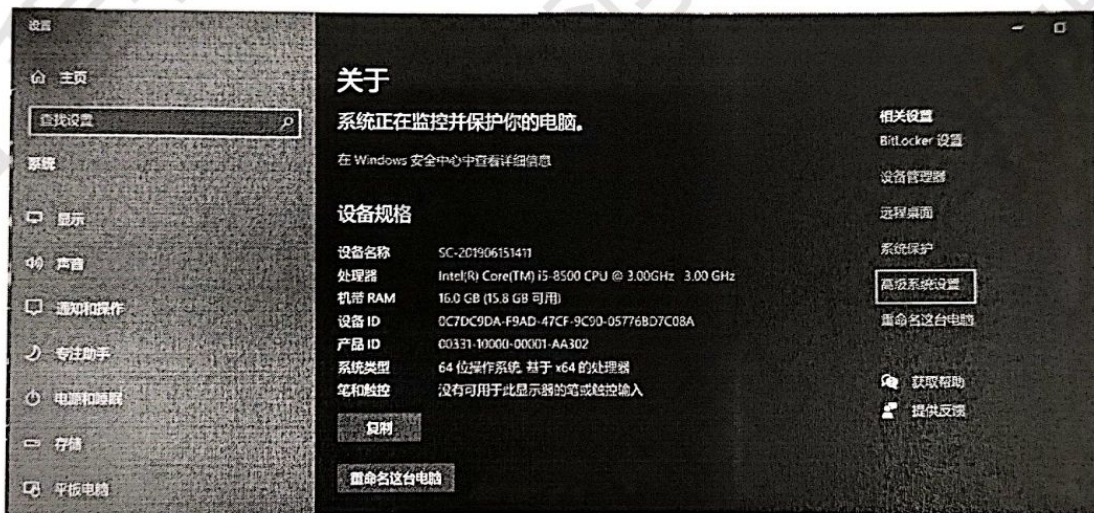 设置
主页
查找设置
系统
显示
声音
通知和操作
专注助手
电源和睡眠
存储
平板电脑
关于
系统正在监控并保护你的电脑。
在 Windows 安全中心中查看详细信息
设备规格
设备名称 SC-201906151411
处理器 Intel(R) Core(TM) i5-8500 CPU @ 3.00GHz 3.00 GHz
机带 RAM 16.0 GB (15.8 GB 可用)
设备 ID 0C7DC9DA-F9AD-47CF-9C90-05776BD7C08A
产品 ID 00331-10000-00001-AA302
系统类型 64 位操作系统, 基于 x64 的处理器
笔和触控 没有可用于此显示器的笔或触控输入
复制
重命名这台电脑
相关设置
BitLocker 设置
设备管理器
远程桌面
系统保护
高级系统设置
重命名这台电脑
获取帮助
提供反馈